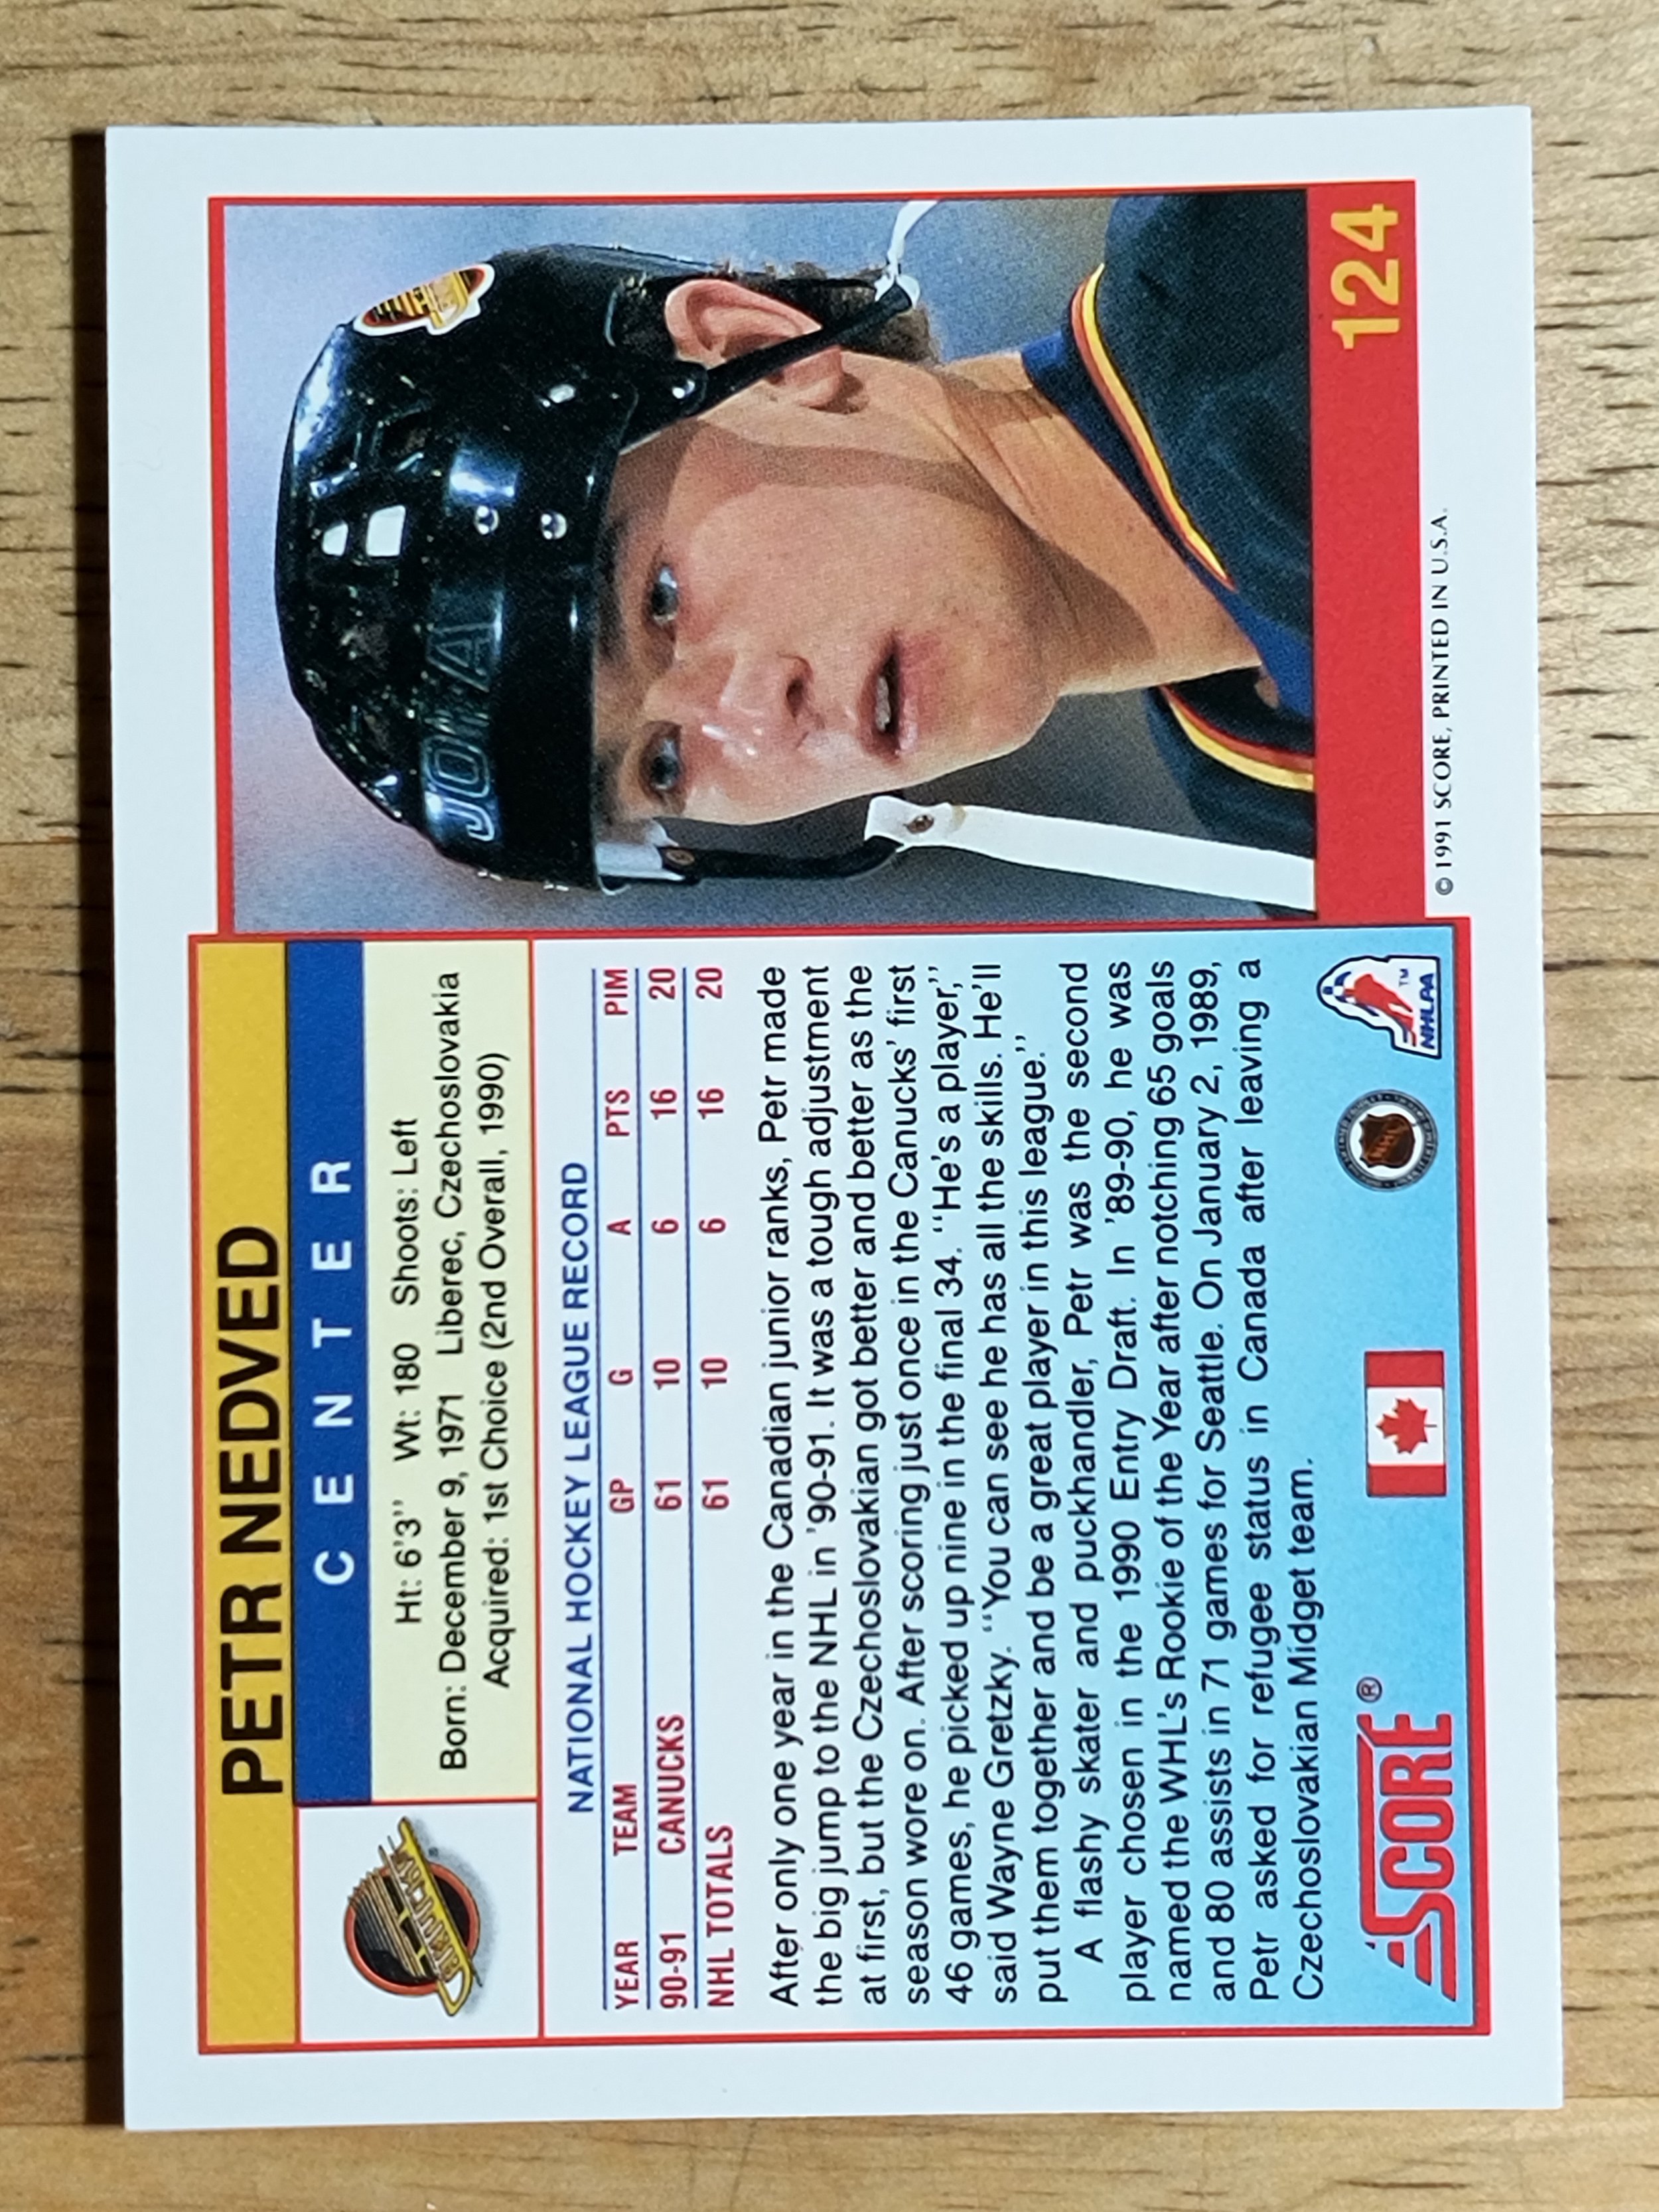 PETR NEDVED
CENTER
CANUCKS
Ht: 6'3" Wt: 180 Shoots: Left
Born: December 9, 1971 Liberec, Czechoslovakia
Acquired: 1st Choice (2nd Overall, 1990)
NATIONAL HOCKEY LEAGUE RECORD
YEAR TEAM GP G A PTS PIM
90-91 CANUCKS 61 10 6 16 20
NHL TOTALS 61 10 6 16 20
After only one year in the Canadian junior ranks, Petr made
the big jump to the NHL in '90-91. It was a tough adjustment
at first, but the Czechoslovakian got better and better as the
season wore on. After scoring just once in the Canucks' first
46 games, he picked up nine in the final 34. "He's a player,"
said Wayne Gretzky. "You can see he has all the skills. He'll
put them together and be a great player in this league."
A flashy skater and puckhandler, Petr was the second
player chosen in the 1990 Entry Draft. In '89-90, he was
named the WHL's Rookie of the Year after notching 65 goals
and 80 assists in 71 games for Seattle. On January 2, 1989,
Petr asked for refugee status in Canada after leaving a
Czechoslovakian Midget team.
SCORE®
NHL
NHLPA™
JOFA
124
© 1991 SCORE, PRINTED IN U.S.A.